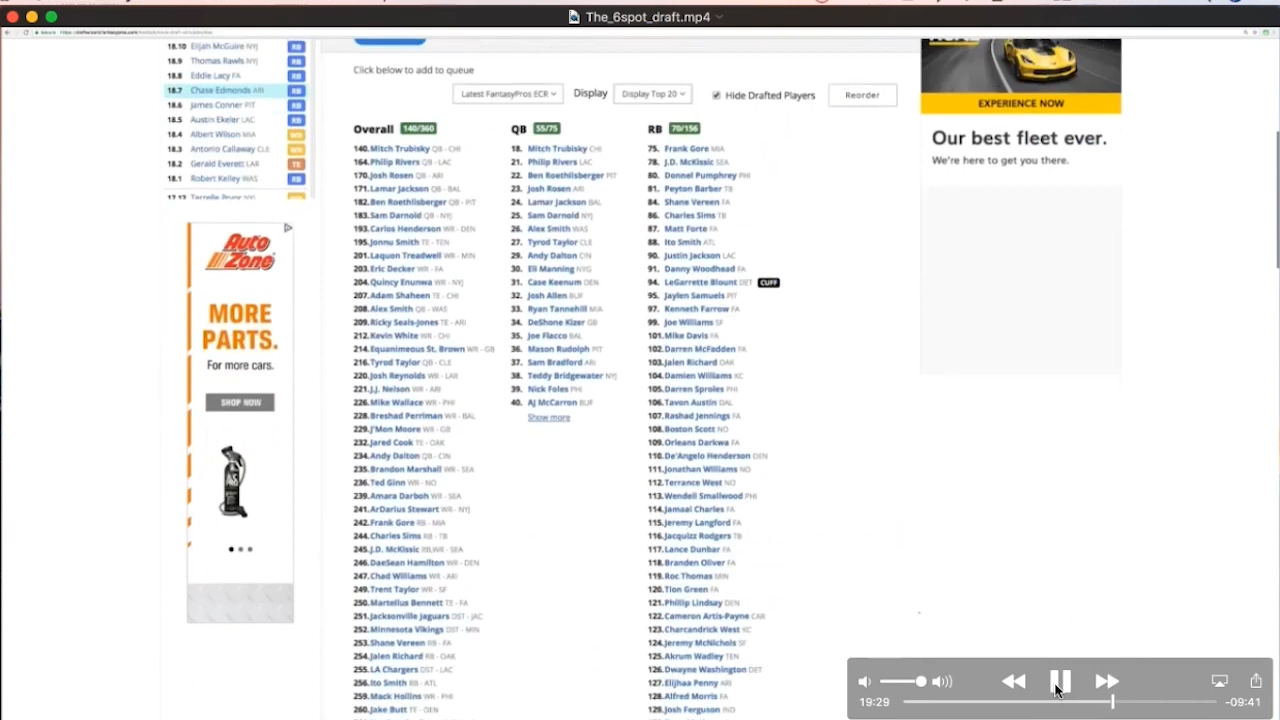 The_6spot_draft.mp4
18.10 Elijah McGuire NYJ RB
18.9 Thomas Rawls NYJ RB
18.8 Eddie Lacy FA RB
18.7 Chase Edmonds ARI RB
18.6 James Conner PIT RB
18.5 Austin Ekeler LAC RB
18.4 Albert Wilson MIA WR
18.3 Antonio Callaway CLE WR
18.2 Gerald Everett LAR TE
18.1 Robert Kelley WAS RB
17.12 Terrelle Pryor NYJ
Auto Zone
MORE
PARTS.
For more cars.
SHOP NOW
Click below to add to queue
Latest FantasyPros ECR
Display
Display Top 20
Hide Drafted Players
Reorder
Overall 140/360
140. Mitch Trubisky QB - CHI
164. Philip Rivers QB - LAC
170. Josh Rosen QB - ARI
171. Lamar Jackson QB - BAL
182. Ben Roethlisberger QB - PIT
183. Sam Darnold QB - NYJ
193. Carlos Henderson WR - DEN
195. Jonnu Smith TE - TEN
201. Laquon Treadwell WR - MIN
203. Eric Decker WR - FA
204. Quincy Enunwa WR - NYJ
207. Adam Shaheen TE - CHI
208. Alex Smith QB - WAS
209. Ricky Seals-Jones TE - ARI
212. Kevin White WR - CHI
214. Equanimeous St. Brown WR - GB
216. Tyrod Taylor QB - CLE
220. Josh Reynolds WR - LAR
221. J.J. Nelson WR - ARI
226. Mike Wallace WR - PHI
228. Breshad Perriman WR - BAL
229. J'Mon Moore WR - GB
232. Jared Cook TE - OAK
234. Andy Dalton QB - CIN
235. Brandon Marshall WR - SEA
236. Ted Ginn WR - NO
239. Amara Darboh WR - SEA
241. ArDarius Stewart WR - NYJ
242. Frank Gore RB - MIA
244. Charles Sims RB - TB
245. J.D. McKissic RB,WR - SEA
246. DaeSean Hamilton WR - DEN
247. Chad Williams WR - ARI
249. Trent Taylor WR - SF
250. Martellus Bennett TE - FA
251. Jacksonville Jaguars DST - JAC
252. Minnesota Vikings DST - MIN
253. Shane Vereen RB - FA
254. Jalen Richard RB - OAK
255. LA Chargers DST - LAC
256. Ito Smith RB - ATL
259. Mack Hollins WR - PHI
260. Jake Butt TE - DEN
QB 55/75
18. Mitch Trubisky CHI
21. Philip Rivers LAC
22. Ben Roethlisberger PIT
23. Josh Rosen ARI
24. Lamar Jackson BAL
25. Sam Darnold NYJ
26. Alex Smith WAS
27. Tyrod Taylor CLE
29. Andy Dalton CIN
30. Eli Manning NYG
31. Case Keenum DEN
32. Josh Allen BUF
33. Ryan Tannehill MIA
34. DeShone Kizer GB
35. Joe Flacco BAL
36. Mason Rudolph PIT
37. Sam Bradford ARI
38. Teddy Bridgewater NYJ
39. Nick Foles PHI
40. AJ McCarron BUF
Show more
RB 70/156
75. Frank Gore MIA
78. J.D. McKissic SEA
80. Donnel Pumphrey PHI
81. Peyton Barber TB
84. Shane Vereen FA
86. Charles Sims TB
87. Matt Forte FA
88. Ito Smith ATL
90. Justin Jackson LAC
91. Danny Woodhead FA
94. LeGarrette Blount DET CUFF
95. Jaylen Samuels PIT
97. Kenneth Farrow FA
99. Joe Williams SF
101. Mike Davis FA
102. Darren McFadden FA
103. Jalen Richard OAK
104. Damien Williams KC
105. Darren Sproles PHI
106. Tavon Austin DAL
107. Rashad Jennings FA
108. Boston Scott NO
109. Orleans Darkwa FA
110. De'Angelo Henderson DEN
111. Jonathan Williams NO
112. Terrance West NO
113. Wendell Smallwood PHI
114. Jamaal Charles FA
115. Jeremy Langford FA
116. Jacquizz Rodgers TB
117. Lance Dunbar FA
118. Branden Oliver FA
119. Roc Thomas MIN
120. Tion Green FA
121. Phillip Lindsay DEN
122. Cameron Artis-Payne CAR
123. Charcandrick West KC
124. Jeremy McNichols SF
125. Akrum Wadley TEN
126. Dwayne Washington DET
127. Elijhaa Penny ARI
128. Alfred Morris FA
129. Josh Ferguson IND
EXPERIENCE NOW
Our best fleet ever.
We're here to get you there.
19:29
-09:41